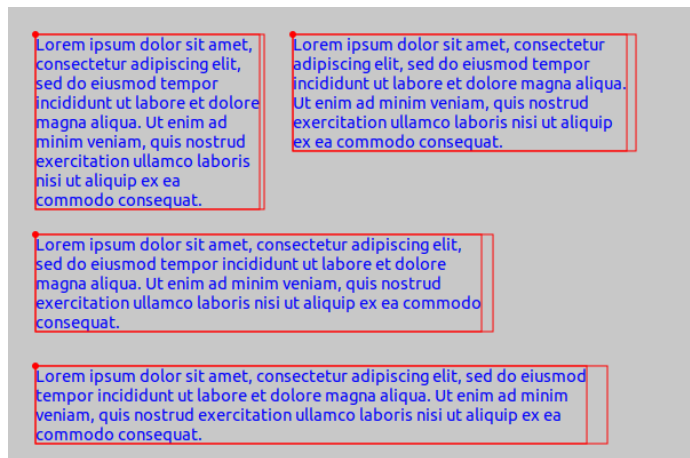 Lorem ipsum dolor sit amet,
consectetur adipiscing elit,
sed do eiusmod tempor
incididunt ut labore et dolore
magna aliqua. Ut enim ad
minim veniam, quis nostrud
exercitation ullamco laboris
nisi ut aliquip ex ea
commodo consequat.
Lorem ipsum dolor sit amet, consectetur
adipiscing elit, sed do eiusmod tempor
incididunt ut labore et dolore magna aliqua.
Ut enim ad minim veniam, quis nostrud
exercitation ullamco laboris nisi ut aliquip
ex ea commodo consequat.
Lorem ipsum dolor sit amet, consectetur adipiscing elit,
sed do eiusmod tempor incididunt ut labore et dolore
magna aliqua. Ut enim ad minim veniam, quis nostrud
exercitation ullamco laboris nisi ut aliquip ex ea commodo
consequat.
Lorem ipsum dolor sit amet, consectetur adipiscing elit, sed do eiusmod
tempor incididunt ut labore et dolore magna aliqua. Ut enim ad minim
veniam, quis nostrud exercitation ullamco laboris nisi ut aliquip ex ea
commodo consequat.